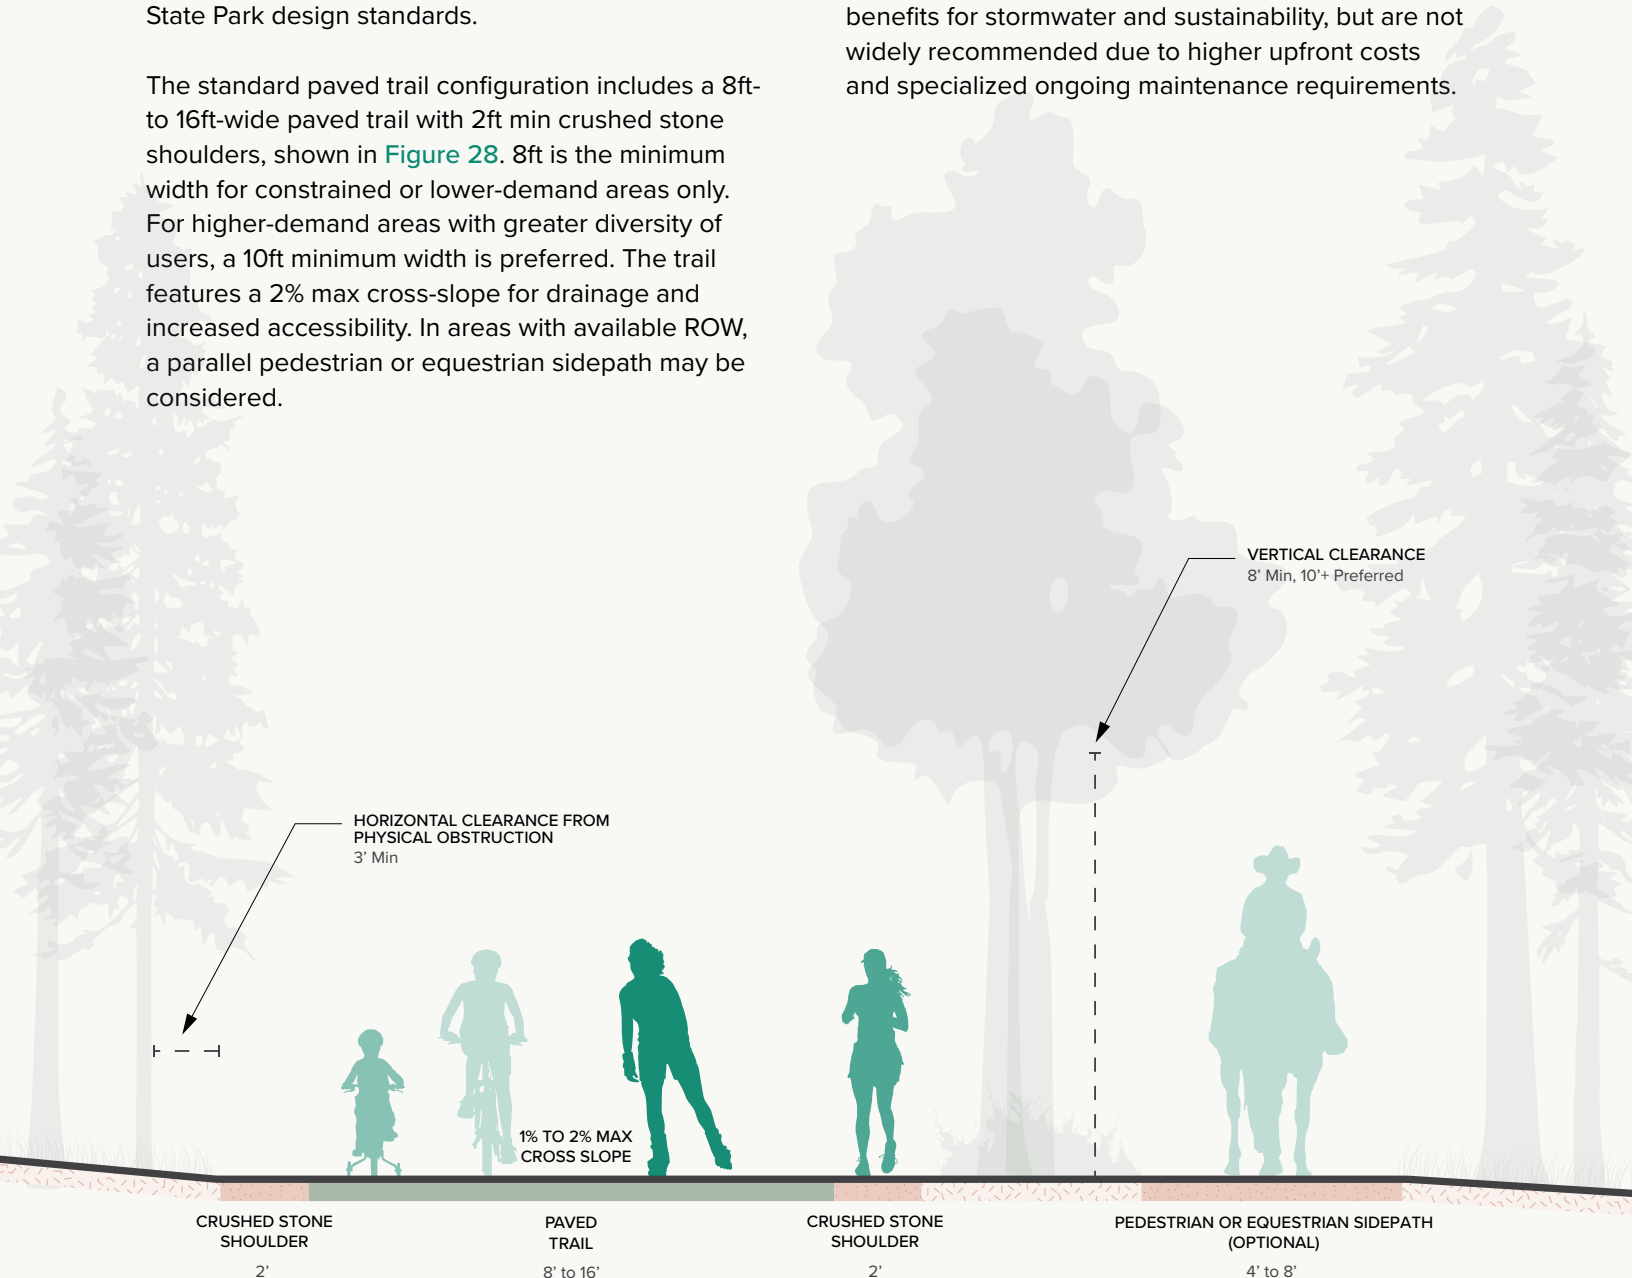 State Park design standards.
The standard paved trail configuration includes a 8ft-
to 16ft-wide paved trail with 2ft min crushed stone
shoulders, shown in Figure 28. 8ft is the minimum
width for constrained or lower-demand areas only.
For higher-demand areas with greater diversity of
users, a 10ft minimum width is preferred. The trail
features a 2% max cross-slope for drainage and
increased accessibility. In areas with available ROW,
a parallel pedestrian or equestrian sidepath may be
considered.
benefits for stormwater and sustainability, but are not
widely recommended due to higher upfront costs
and specialized ongoing maintenance requirements.
VERTICAL CLEARANCE
8’ Min, 10’+ Preferred
HORIZONTAL CLEARANCE FROM
PHYSICAL OBSTRUCTION
3’ Min
1% TO 2% MAX
CROSS SLOPE
CRUSHED STONE
SHOULDER
2’
PAVED
TRAIL
8’ to 16’
CRUSHED STONE
SHOULDER
2’
PEDESTRIAN OR EQUESTRIAN SIDEPATH
(OPTIONAL)
4’ to 8’